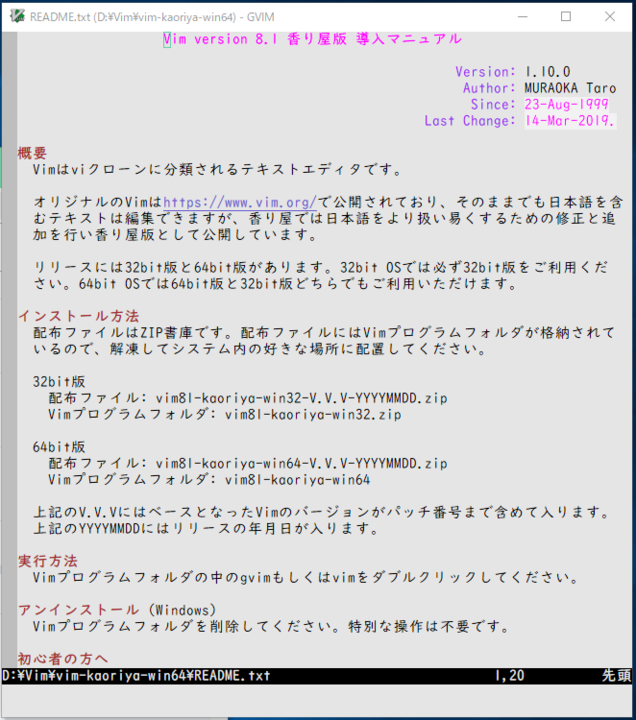 README.txt (D:¥Vim¥vim-kaoriya-win64) - GVIM
Vim version 8.1 香り屋版 導入マニュアル
Version: 1.10.0
Author: MURAOKA Taro
Since: 23-Aug-1999
Last Change: 14-Mar-2019.
概要
Vimはviクローンに分類されるテキストエディタです。
オリジナルのVimはhttps://www.vim.org/で公開されており、そのままでも日本語を含
むテキストは編集できますが、香り屋では日本語をより扱い易くするための修正と追
加を行い香り屋版として公開しています。
リリースには32bit版と64bit版があります。32bit OSでは必ず32bit版をご利用くだ
さい。64bit OSでは64bit版と32bit版どちらでもご利用いただけます。
インストール方法
配布ファイルはZIP書庫です。配布ファイルにはVimプログラムフォルダが格納されて
いるので、解凍してシステム内の好きな場所に配置してください。
32bit版
配布ファイル: vim81-kaoriya-win32-V.V.V-YYYYMMDD.zip
Vimプログラムフォルダ: vim81-kaoriya-win32.zip
64bit版
配布ファイル: vim81-kaoriya-win64-V.V.V-YYYYMMDD.zip
Vimプログラムフォルダ: vim81-kaoriya-win64
上記のV.V.VにはベースとなったVimのバージョンがパッチ番号まで含めて入ります。
上記のYYYYMMDDにはリリースの年月日が入ります。
実行方法
Vimプログラムフォルダの中のgvimもしくはvimをダブルクリックしてください。
アンインストール (Windows)
Vimプログラムフォルダを削除してください。特別な操作は不要です。
初心者の方へ
D:¥Vim¥vim-kaoriya-win64¥README.txt 1,20 先頭